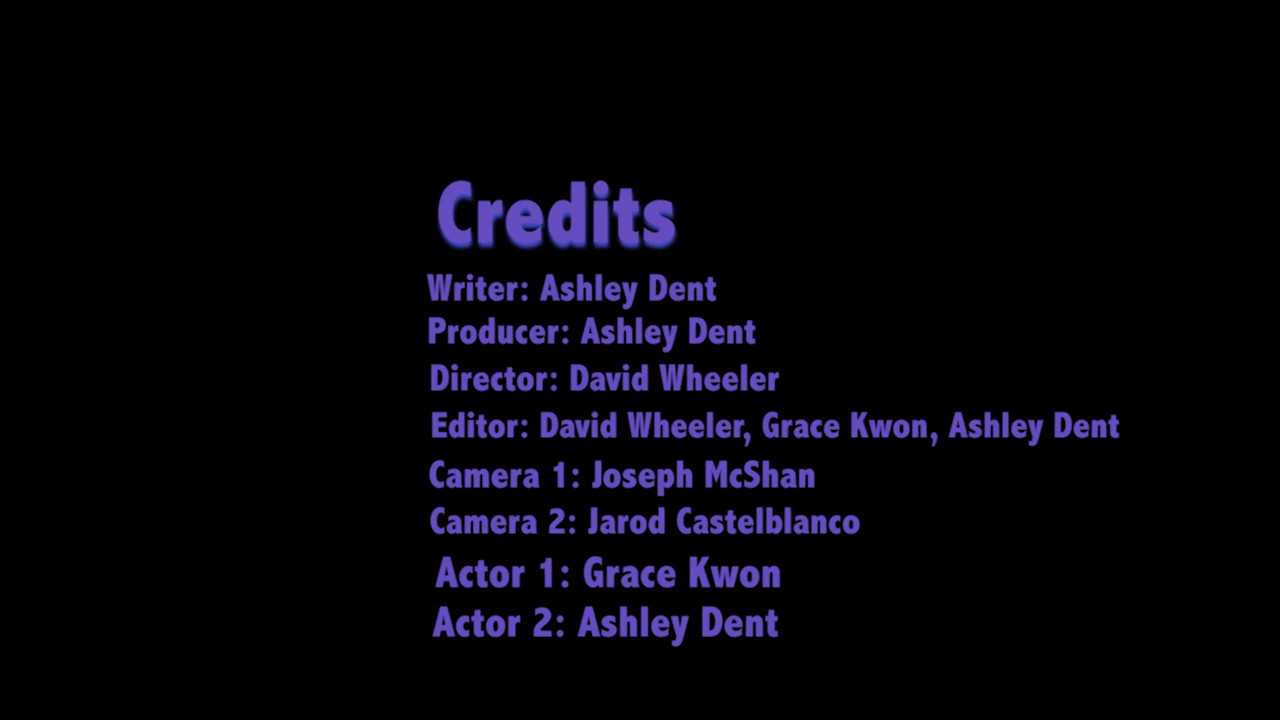 Credits
Writer: Ashley Dent
Producer: Ashley Dent
Director: David Wheeler
Editor: David Wheeler, Grace Kwon, Ashley Dent
Camera 1: Joseph McShan
Camera 2: Jarod Castelblanco
Actor 1: Grace Kwon
Actor 2: Ashley Dent